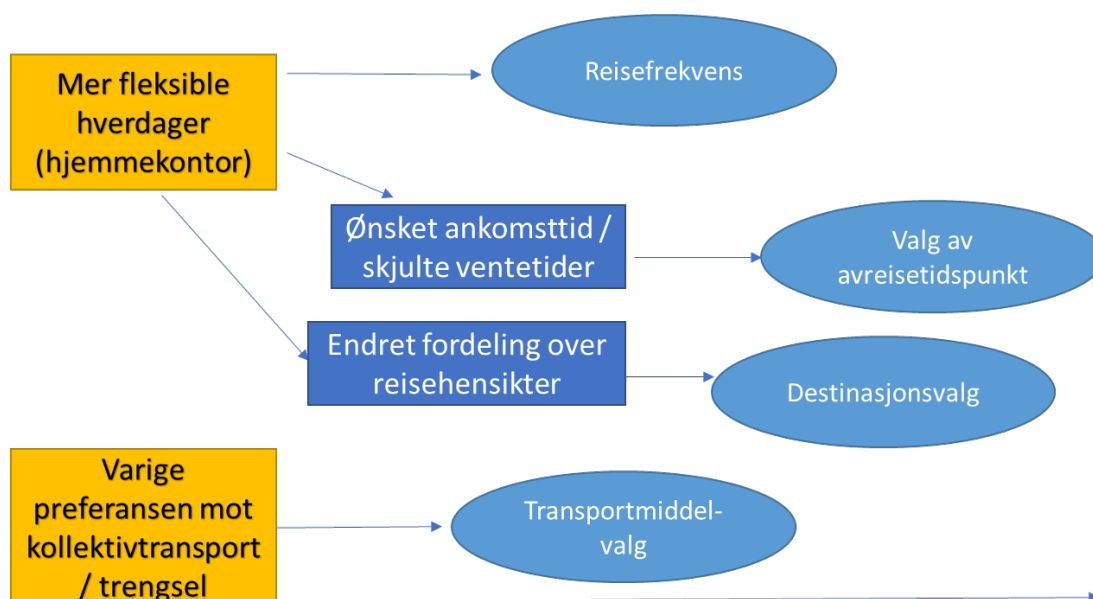 Mer fleksible
hverdager
(hjemmekontor)
Reisefrekvens
Ønsket ankomsttid /
skjulte ventetider
Valg av
avreisetidspunkt
Endret fordeling over
reisehensikter
Destinasjonsvalg
Varige
preferansen mot
kollektivtransport
/ trengsel
Transportmiddel-
valg